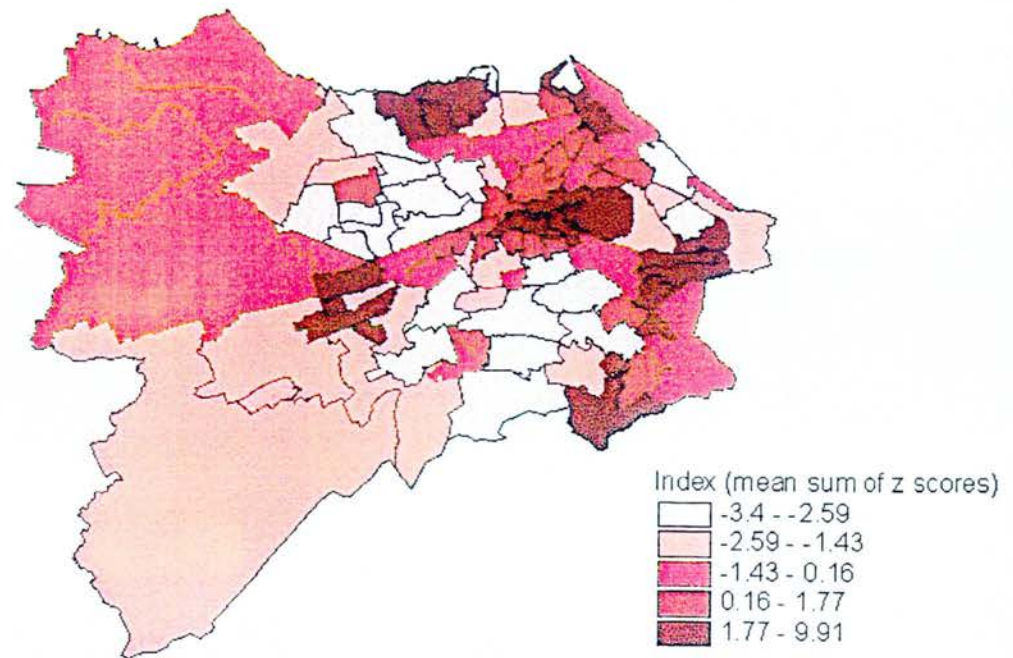 Index (mean sum of z scores)
-3.4 - -2.59
-2.59 - -1.43
-1.43 - 0.16
0.16 - 1.77
1.77 - 9.91